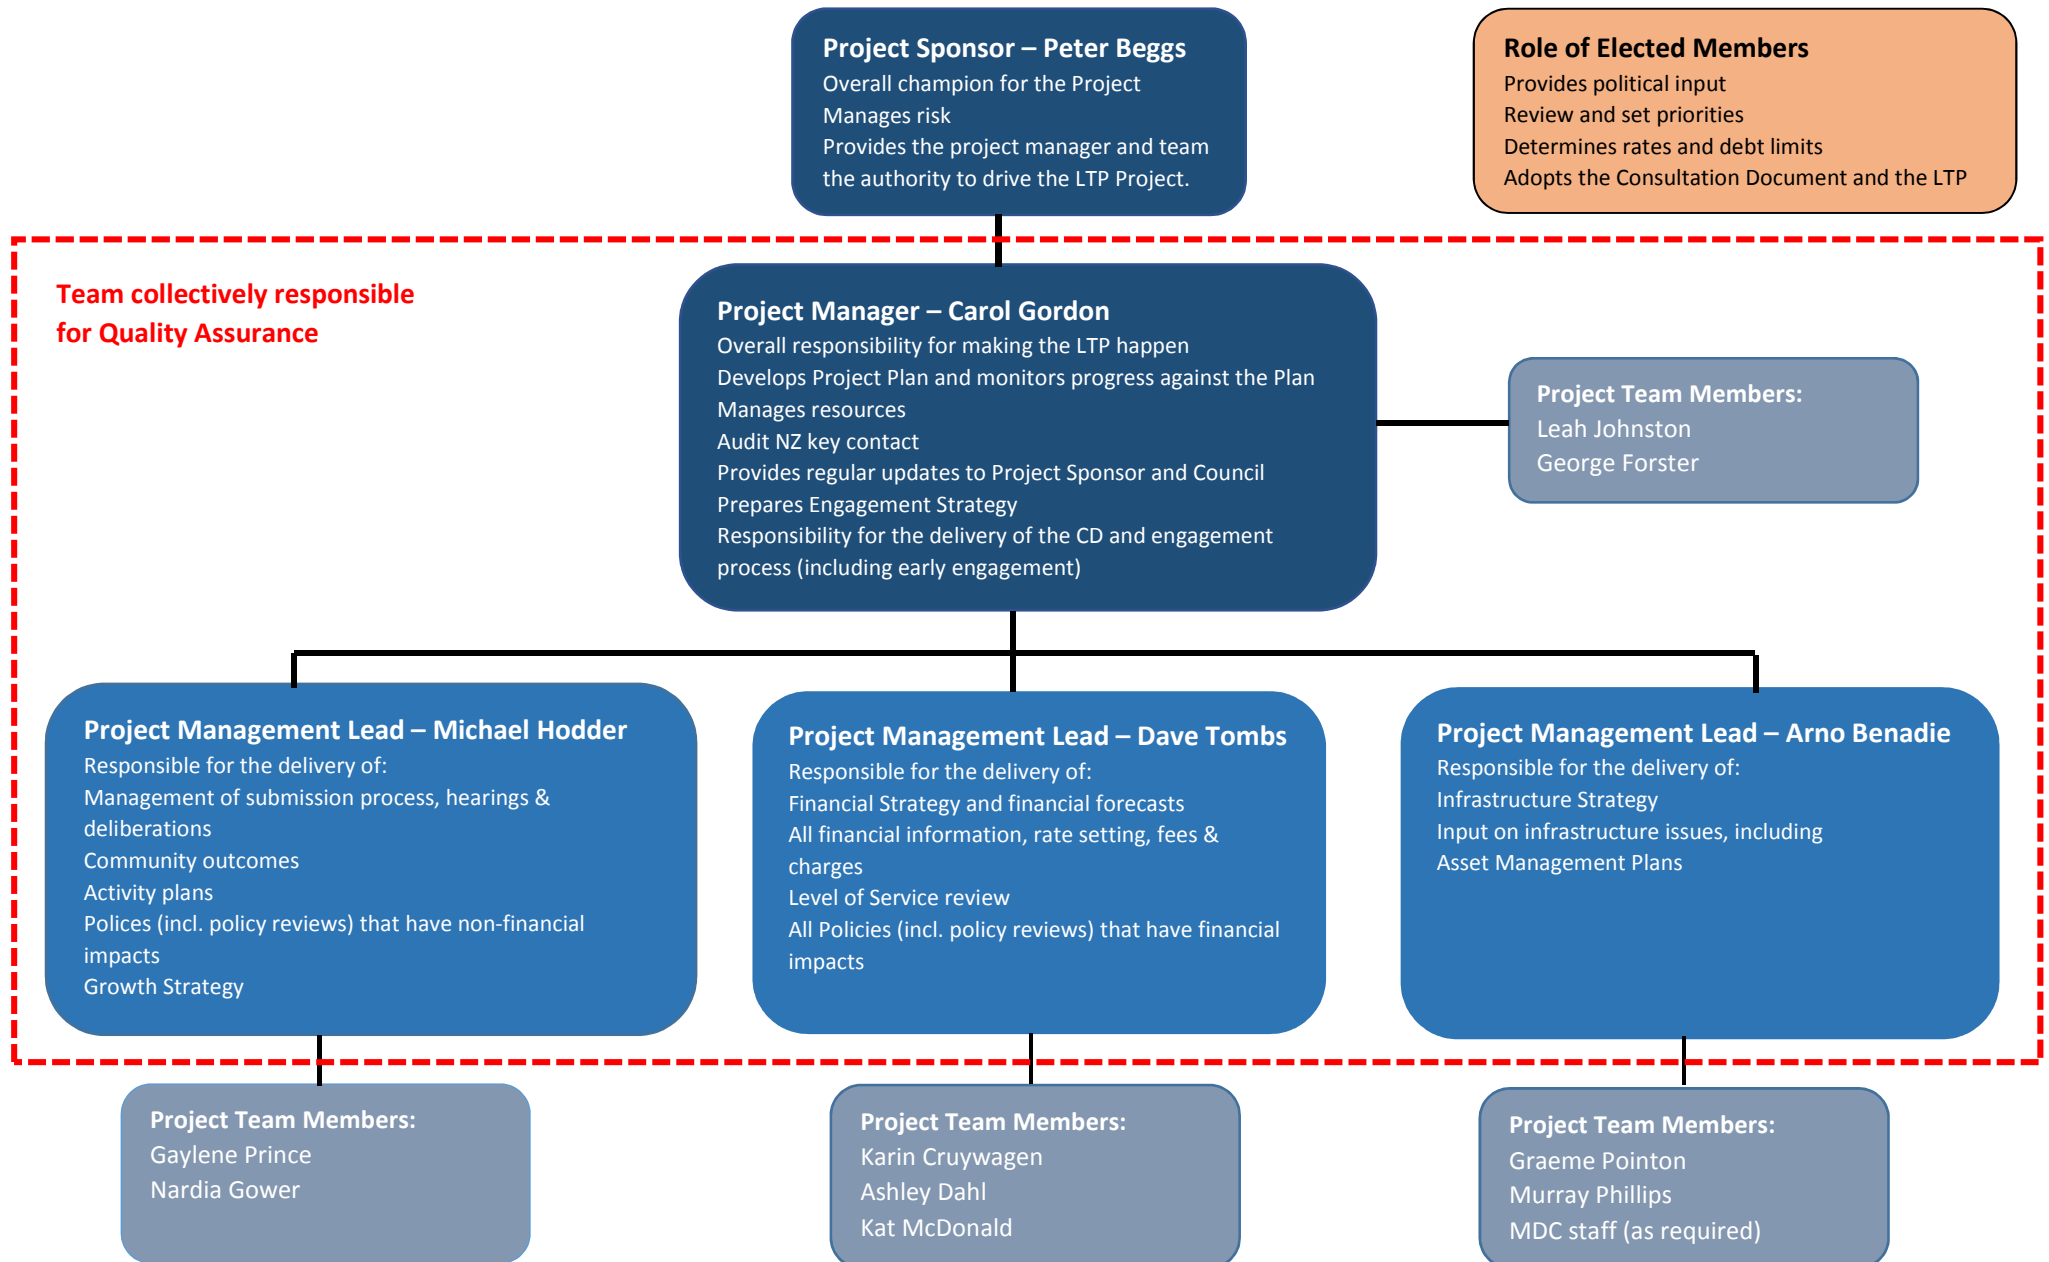 Project Sponsor – Peter Beggs
Overall champion for the Project
Manages risk
Provides the project manager and team
the authority to drive the LTP Project.
Role of Elected Members
Provides political input
Review and set priorities
Determines rates and debt limits
Adopts the Consultation Document and the LTP
Team collectively responsible
for Quality Assurance
Project Manager – Carol Gordon
Overall responsibility for making the LTP happen
Develops Project Plan and monitors progress against the Plan
Manages resources
Audit NZ key contact
Provides regular updates to Project Sponsor and Council
Prepares Engagement Strategy
Responsibility for the delivery of the CD and engagement
process (including early engagement)
Project Team Members:
Leah Johnston
George Forster
Project Management Lead – Michael Hodder
Responsible for the delivery of:
Management of submission process, hearings &
deliberations
Community outcomes
Activity plans
Polices (incl. policy reviews) that have non-financial
impacts
Growth Strategy
Project Management Lead – Dave Tombs
Responsible for the delivery of:
Financial Strategy and financial forecasts
All financial information, rate setting, fees &
charges
Level of Service review
All Policies (incl. policy reviews) that have financial
impacts
Project Management Lead – Arno Benadie
Responsible for the delivery of:
Infrastructure Strategy
Input on infrastructure issues, including
Asset Management Plans
Project Team Members:
Gaylene Prince
Nardia Gower
Project Team Members:
Karin Cruywagen
Ashley Dahl
Kat McDonald
Project Team Members:
Graeme Pointon
Murray Phillips
MDC staff (as required)